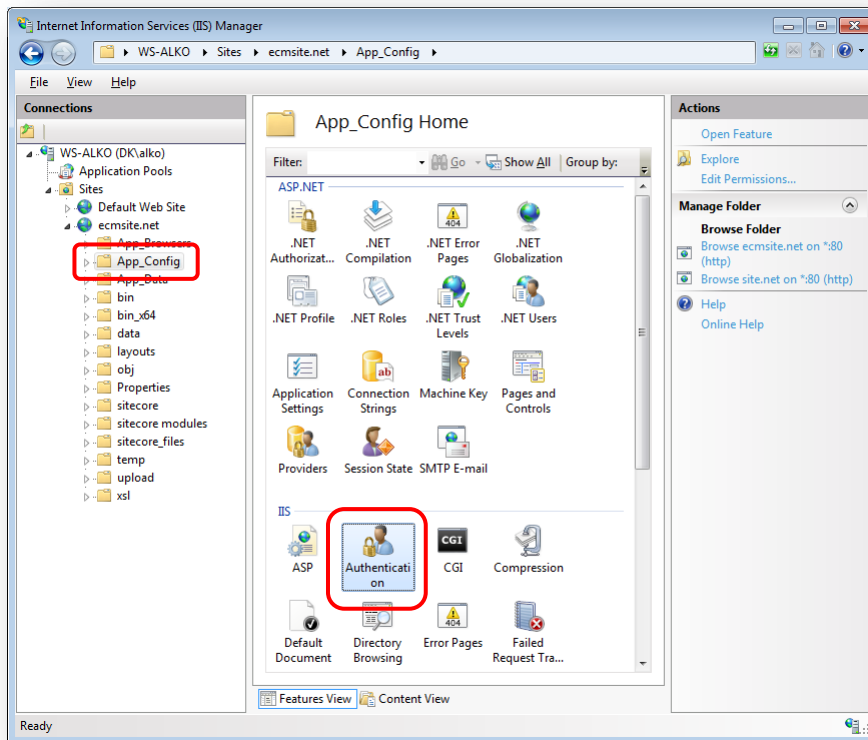 Internet Information Services (IIS) Manager
WS-ALKO
Sites
ecmsite.net
App_Config
File View Help
Connections
WS-ALKO (DK\alko)
Application Pools
Sites
Default Web Site
ecmsite.net
App_Browsers
App_Config
App_Data
bin
bin_x64
data
layouts
obj
Properties
sitecore
sitecore modules
sitecore_files
temp
upload
xsl
App_Config Home
Filter: Go Show All Group by:
ASP.NET
.NET Authorizat...
.NET Compilation
.NET Error Pages
.NET Globalization
.NET Profile
.NET Roles
.NET Trust Levels
.NET Users
Application Settings
Connection Strings
Machine Key
Pages and Controls
Providers
Session State
SMTP E-mail
IIS
ASP
Authenticati
on
CGI
Compression
Default Document
Directory Browsing
Error Pages
Failed Request Tra...
Features View
Content View
Actions
Open Feature
Explore
Edit Permissions...
Manage Folder
Browse Folder
Browse ecmsite.net on *:80
(http)
Browse site.net on *:80 (http)
Help
Online Help
Ready
404
ab
CGI
404